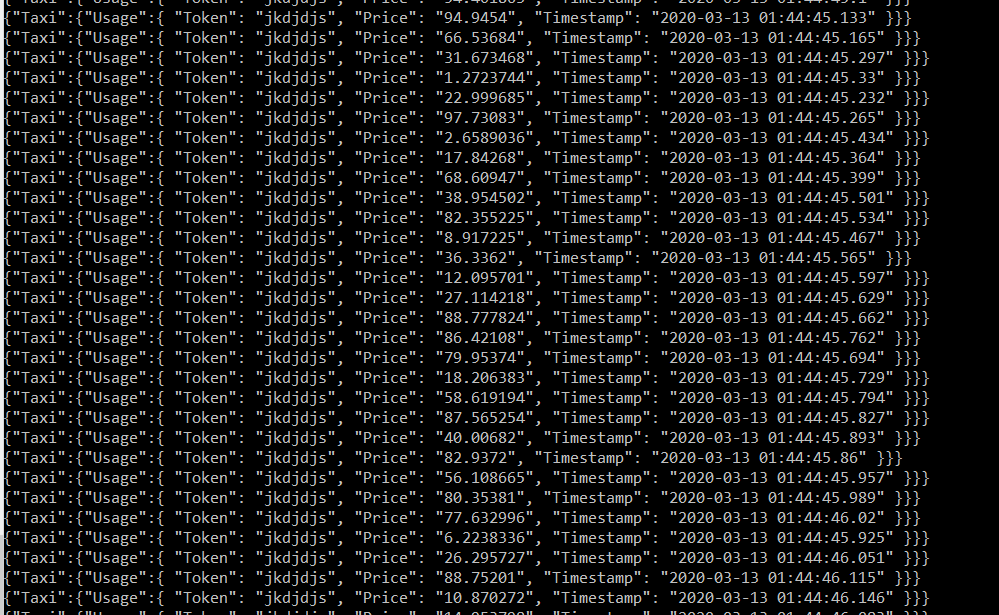 {"Taxi":{"Usage":{ "Token": "jkdjdjs", "Price": "94.9454", "Timestamp": "2020-03-13 01:44:45.133" }}}
{"Taxi":{"Usage":{ "Token": "jkdjdjs", "Price": "66.53684", "Timestamp": "2020-03-13 01:44:45.165" }}}
{"Taxi":{"Usage":{ "Token": "jkdjdjs", "Price": "31.673468", "Timestamp": "2020-03-13 01:44:45.297" }}}
{"Taxi":{"Usage":{ "Token": "jkdjdjs", "Price": "1.2723744", "Timestamp": "2020-03-13 01:44:45.33" }}}
{"Taxi":{"Usage":{ "Token": "jkdjdjs", "Price": "22.999685", "Timestamp": "2020-03-13 01:44:45.232" }}}
{"Taxi":{"Usage":{ "Token": "jkdjdjs", "Price": "97.73083", "Timestamp": "2020-03-13 01:44:45.265" }}}
{"Taxi":{"Usage":{ "Token": "jkdjdjs", "Price": "2.6589036", "Timestamp": "2020-03-13 01:44:45.434" }}}
{"Taxi":{"Usage":{ "Token": "jkdjdjs", "Price": "17.84268", "Timestamp": "2020-03-13 01:44:45.364" }}}
{"Taxi":{"Usage":{ "Token": "jkdjdjs", "Price": "68.60947", "Timestamp": "2020-03-13 01:44:45.399" }}}
{"Taxi":{"Usage":{ "Token": "jkdjdjs", "Price": "38.954502", "Timestamp": "2020-03-13 01:44:45.501" }}}
{"Taxi":{"Usage":{ "Token": "jkdjdjs", "Price": "82.355225", "Timestamp": "2020-03-13 01:44:45.534" }}}
{"Taxi":{"Usage":{ "Token": "jkdjdjs", "Price": "8.917225", "Timestamp": "2020-03-13 01:44:45.467" }}}
{"Taxi":{"Usage":{ "Token": "jkdjdjs", "Price": "36.3362", "Timestamp": "2020-03-13 01:44:45.565" }}}
{"Taxi":{"Usage":{ "Token": "jkdjdjs", "Price": "12.095701", "Timestamp": "2020-03-13 01:44:45.597" }}}
{"Taxi":{"Usage":{ "Token": "jkdjdjs", "Price": "27.114218", "Timestamp": "2020-03-13 01:44:45.629" }}}
{"Taxi":{"Usage":{ "Token": "jkdjdjs", "Price": "88.777824", "Timestamp": "2020-03-13 01:44:45.662" }}}
{"Taxi":{"Usage":{ "Token": "jkdjdjs", "Price": "86.42108", "Timestamp": "2020-03-13 01:44:45.762" }}}
{"Taxi":{"Usage":{ "Token": "jkdjdjs", "Price": "79.95374", "Timestamp": "2020-03-13 01:44:45.694" }}}
{"Taxi":{"Usage":{ "Token": "jkdjdjs", "Price": "18.206383", "Timestamp": "2020-03-13 01:44:45.729" }}}
{"Taxi":{"Usage":{ "Token": "jkdjdjs", "Price": "58.619194", "Timestamp": "2020-03-13 01:44:45.794" }}}
{"Taxi":{"Usage":{ "Token": "jkdjdjs", "Price": "87.565254", "Timestamp": "2020-03-13 01:44:45.827" }}}
{"Taxi":{"Usage":{ "Token": "jkdjdjs", "Price": "40.00682", "Timestamp": "2020-03-13 01:44:45.893" }}}
{"Taxi":{"Usage":{ "Token": "jkdjdjs", "Price": "82.9372", "Timestamp": "2020-03-13 01:44:45.86" }}}
{"Taxi":{"Usage":{ "Token": "jkdjdjs", "Price": "56.108665", "Timestamp": "2020-03-13 01:44:45.957" }}}
{"Taxi":{"Usage":{ "Token": "jkdjdjs", "Price": "80.35381", "Timestamp": "2020-03-13 01:44:45.989" }}}
{"Taxi":{"Usage":{ "Token": "jkdjdjs", "Price": "77.632996", "Timestamp": "2020-03-13 01:44:46.02" }}}
{"Taxi":{"Usage":{ "Token": "jkdjdjs", "Price": "6.2238336", "Timestamp": "2020-03-13 01:44:45.925" }}}
{"Taxi":{"Usage":{ "Token": "jkdjdjs", "Price": "26.295727", "Timestamp": "2020-03-13 01:44:46.051" }}}
{"Taxi":{"Usage":{ "Token": "jkdjdjs", "Price": "88.75201", "Timestamp": "2020-03-13 01:44:46.115" }}}
{"Taxi":{"Usage":{ "Token": "jkdjdjs", "Price": "10.870272", "Timestamp": "2020-03-13 01:44:46.146" }}}